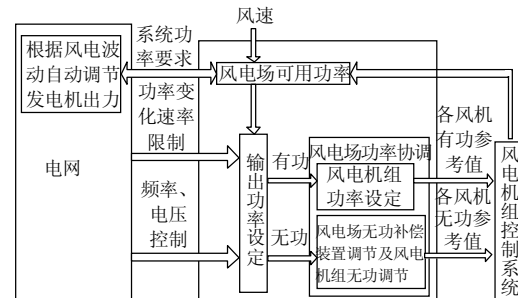 风速
根据风电波
动自动调节
发电机出力
系统功
率要求
风电场可用功率
功率变
化速率
限制
电网
频率、
电压
控制
输出功率设定
有功
无功
风电场功率协调
风电机组
功率设定
风电场无功补偿
装置调节及风电
机组无功调节
各风机
有功参
考值
各风机
无功参
考值
风电机组控制系统